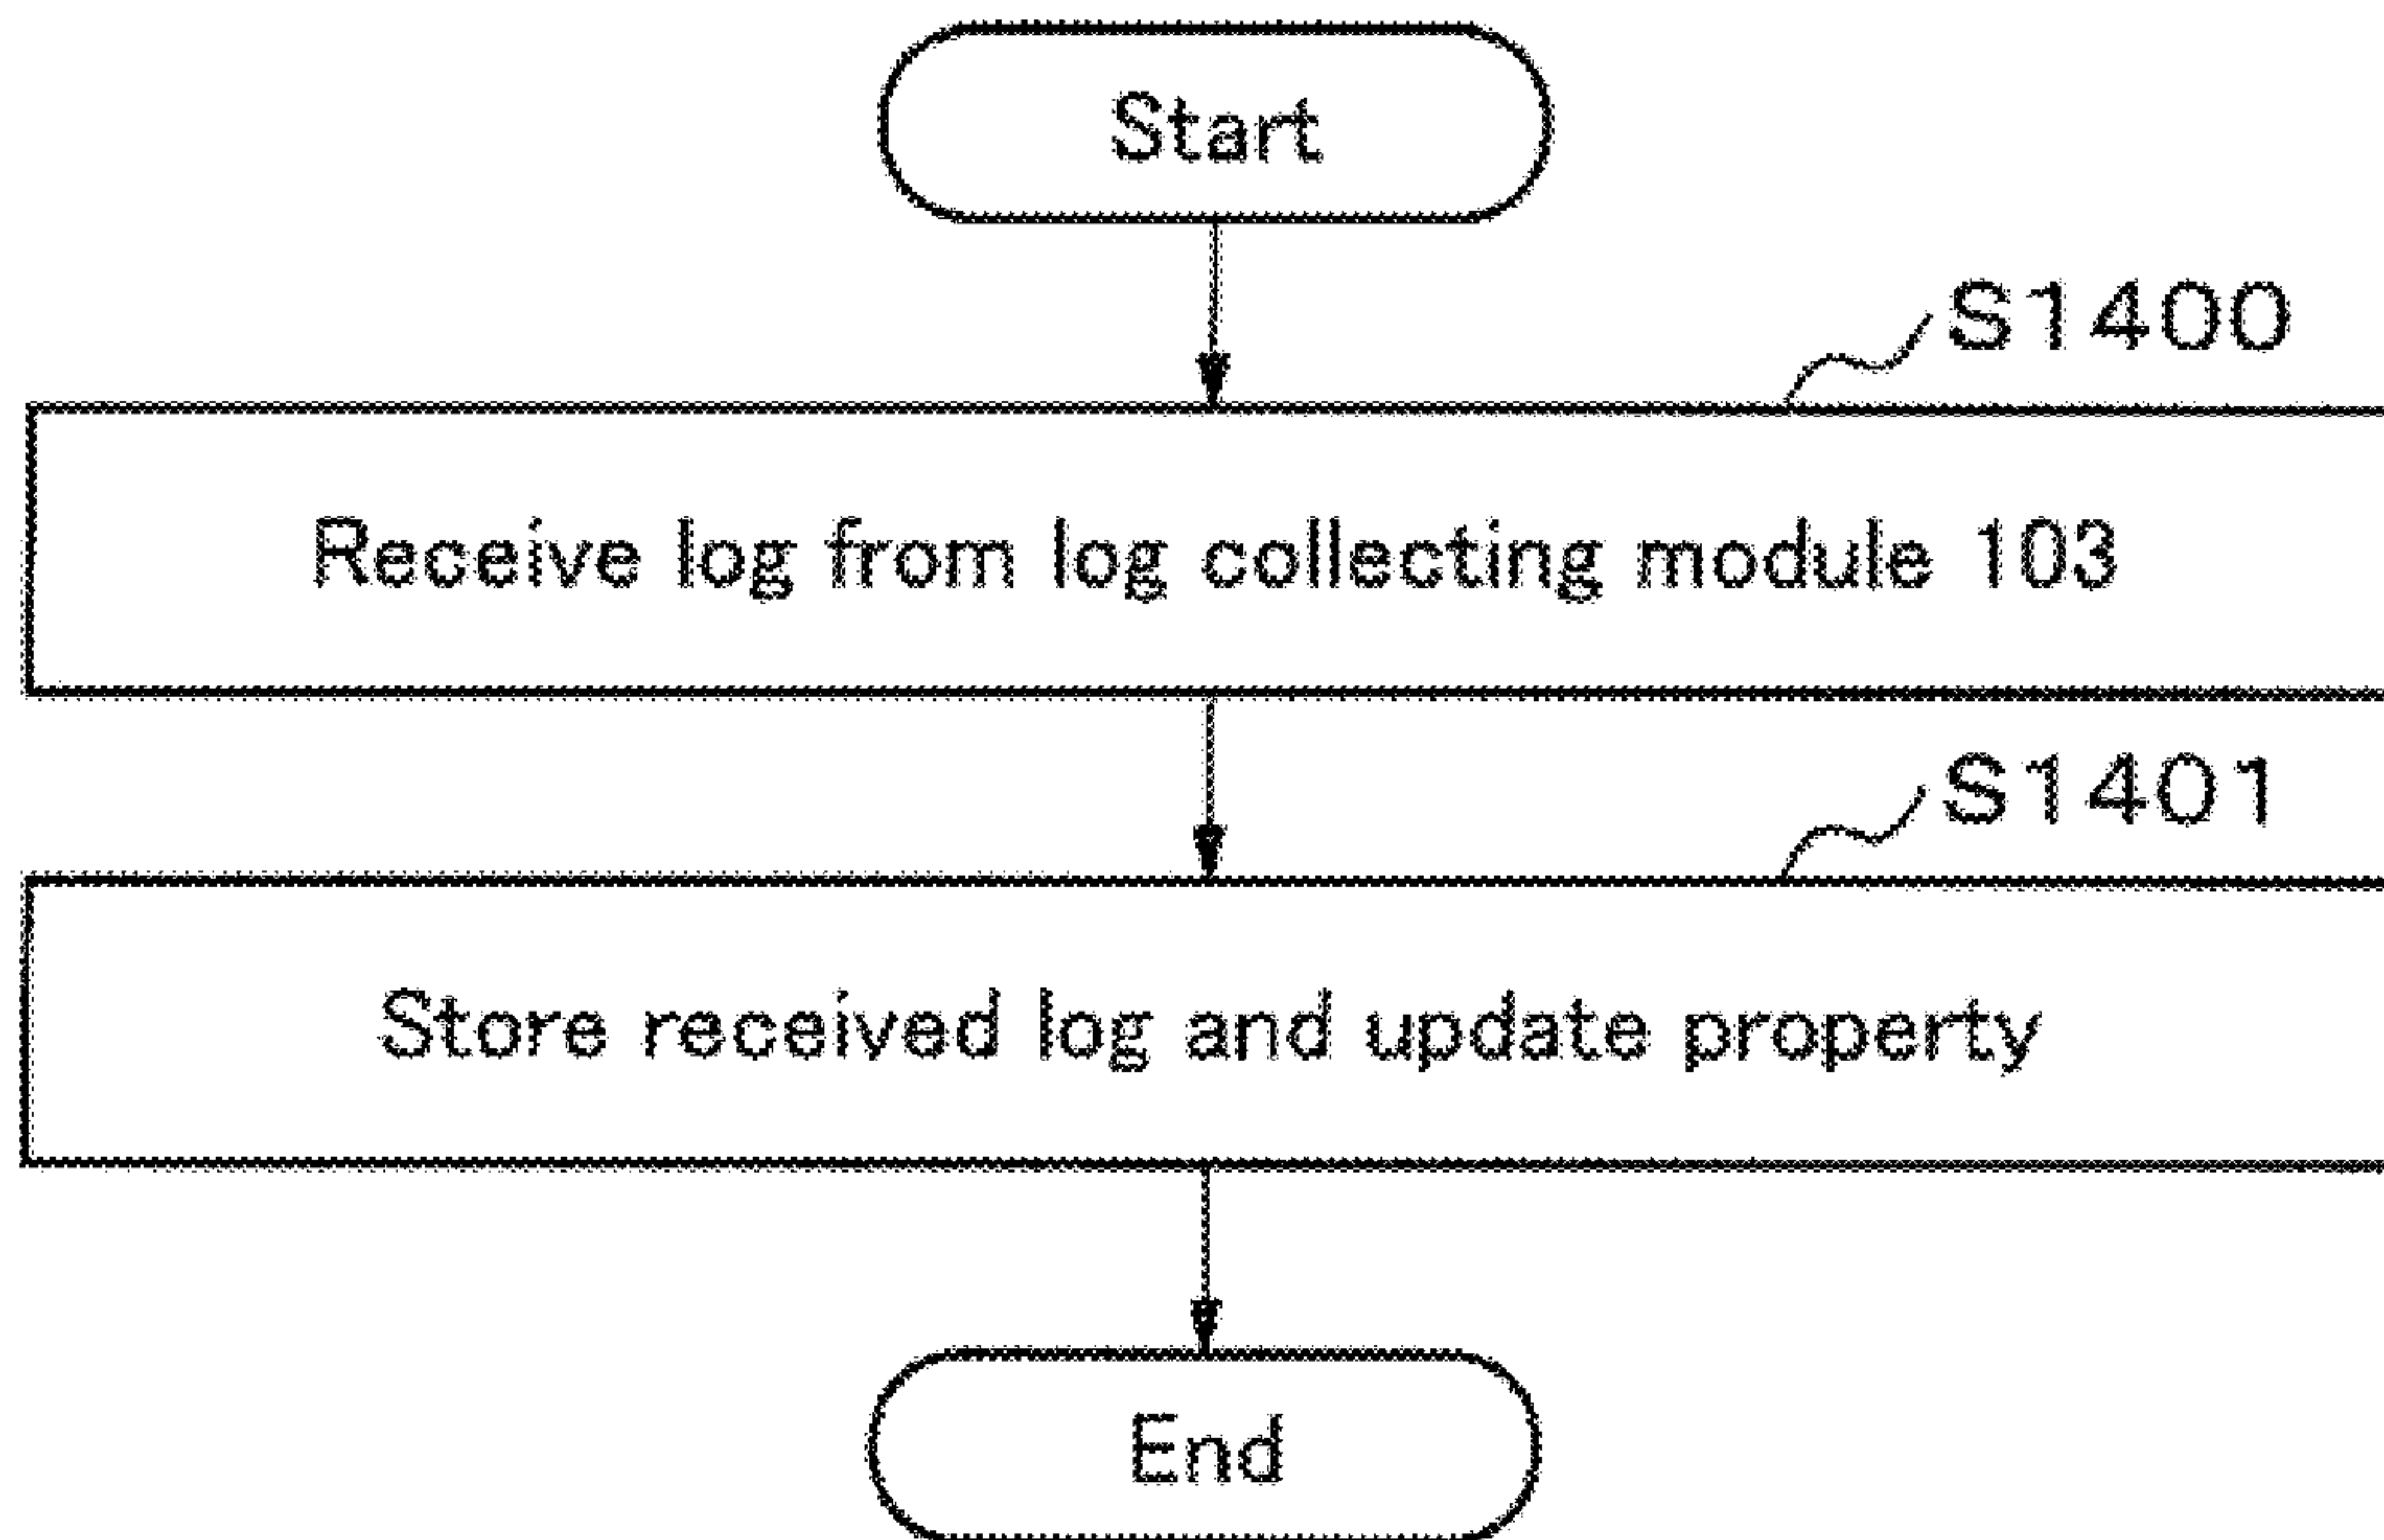 Start
S1400
Receive log from log collecting module 103
S1401
Store received log and update property
End